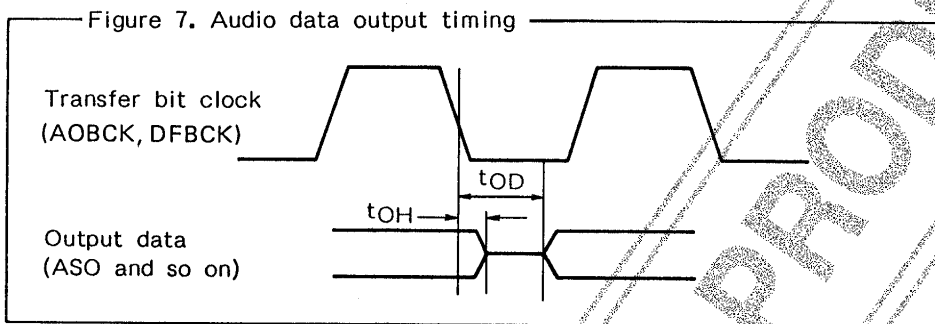 Figure 7. Audio data output timing
Transfer bit clock
(AOBCK, DFBCK)
tOD
tOH
Output data
(ASO and so on)
PROD